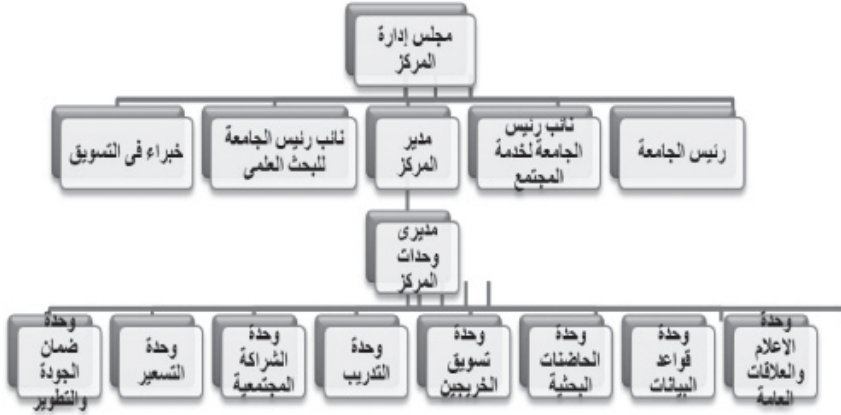 مجلس إدارة
المركز
رئيس الجامعة
نائب رئيس
الجامعة لخدمة
المجتمع
مدير
المركز
نائب رئيس الجامعة
للبحث العلمى
خبراء فى التسويق
مديرى
وحدات
المركز
وحدة
الإعلام
والعلاقات
العامة
وحدة
قواعد
البيانات
وحدة
الحاضنات
البحثية
وحدة
تسويق
الخريجين
وحدة
التدريب
وحدة
الشراكة
المجتمعية
وحدة
التسعير
وحدة
ضمان
الجودة
والتطوير